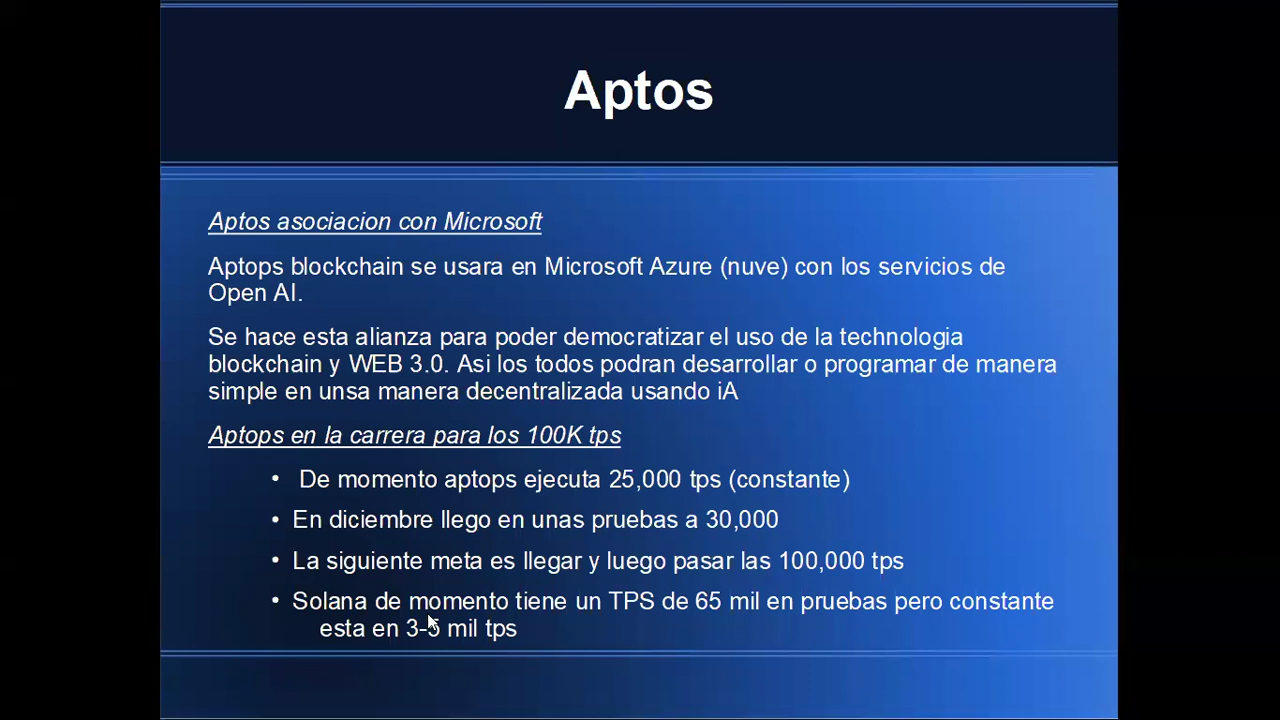 Aptos
Aptos asociacion con Microsoft
Aptops blockchain se usara en Microsoft Azure (nuve) con los servicios de
Open AI.
Se hace esta alianza para poder democratizar el uso de la technologia
blockchain y WEB 3.0. Asi los todos podran desarrollar o programar de manera
simple en unsa manera decentralizada usando iA
Aptops en la carrera para los 100K tps
• De momento aptops ejecuta 25,000 tps (constante)
• En diciembre llego en unas pruebas a 30,000
• La siguiente meta es llegar y luego pasar las 100,000 tps
• Solana de momento tiene un TPS de 65 mil en pruebas pero constante
esta en 3-5 mil tps